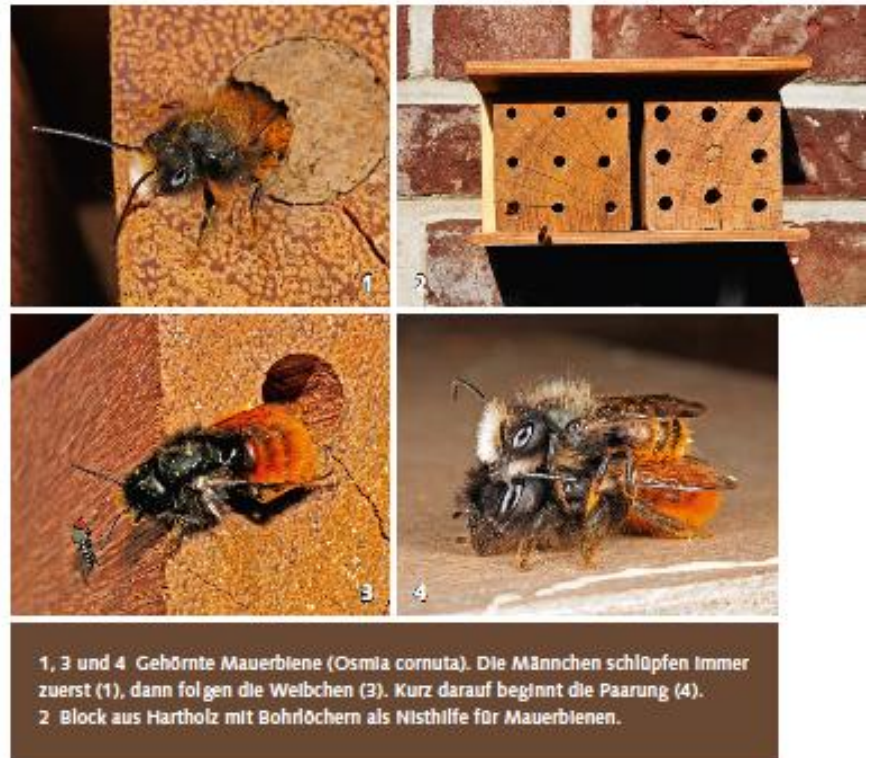 1
2
3
4
1, 3 und 4 Gehörnte Mauerbiene (Osmia cornuta). Die Männchen schlüpfen immer
zuerst (1), dann folgen die Weibchen (3). Kurz darauf beginnt die Paarung (4).
2 Block aus Hartholz mit Bohrlöchern als Nisthilfe für Mauerbienen.